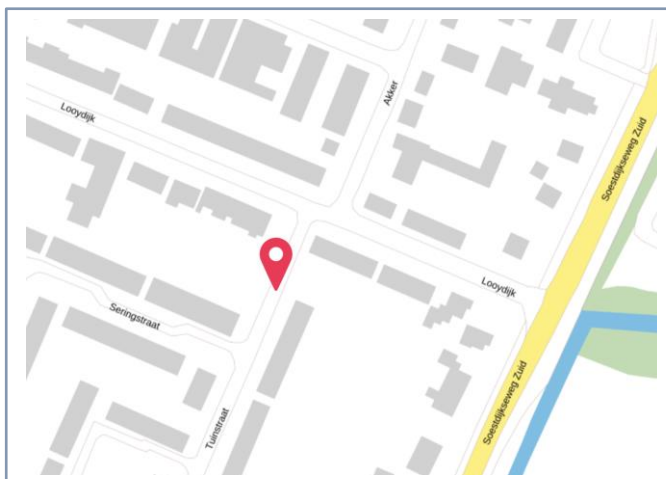 Akker
Looydijk
Soestdijkseweg Zuid
Looydijk
Seringstraat
Tuinstraat
Soestdijkseweg Zuid